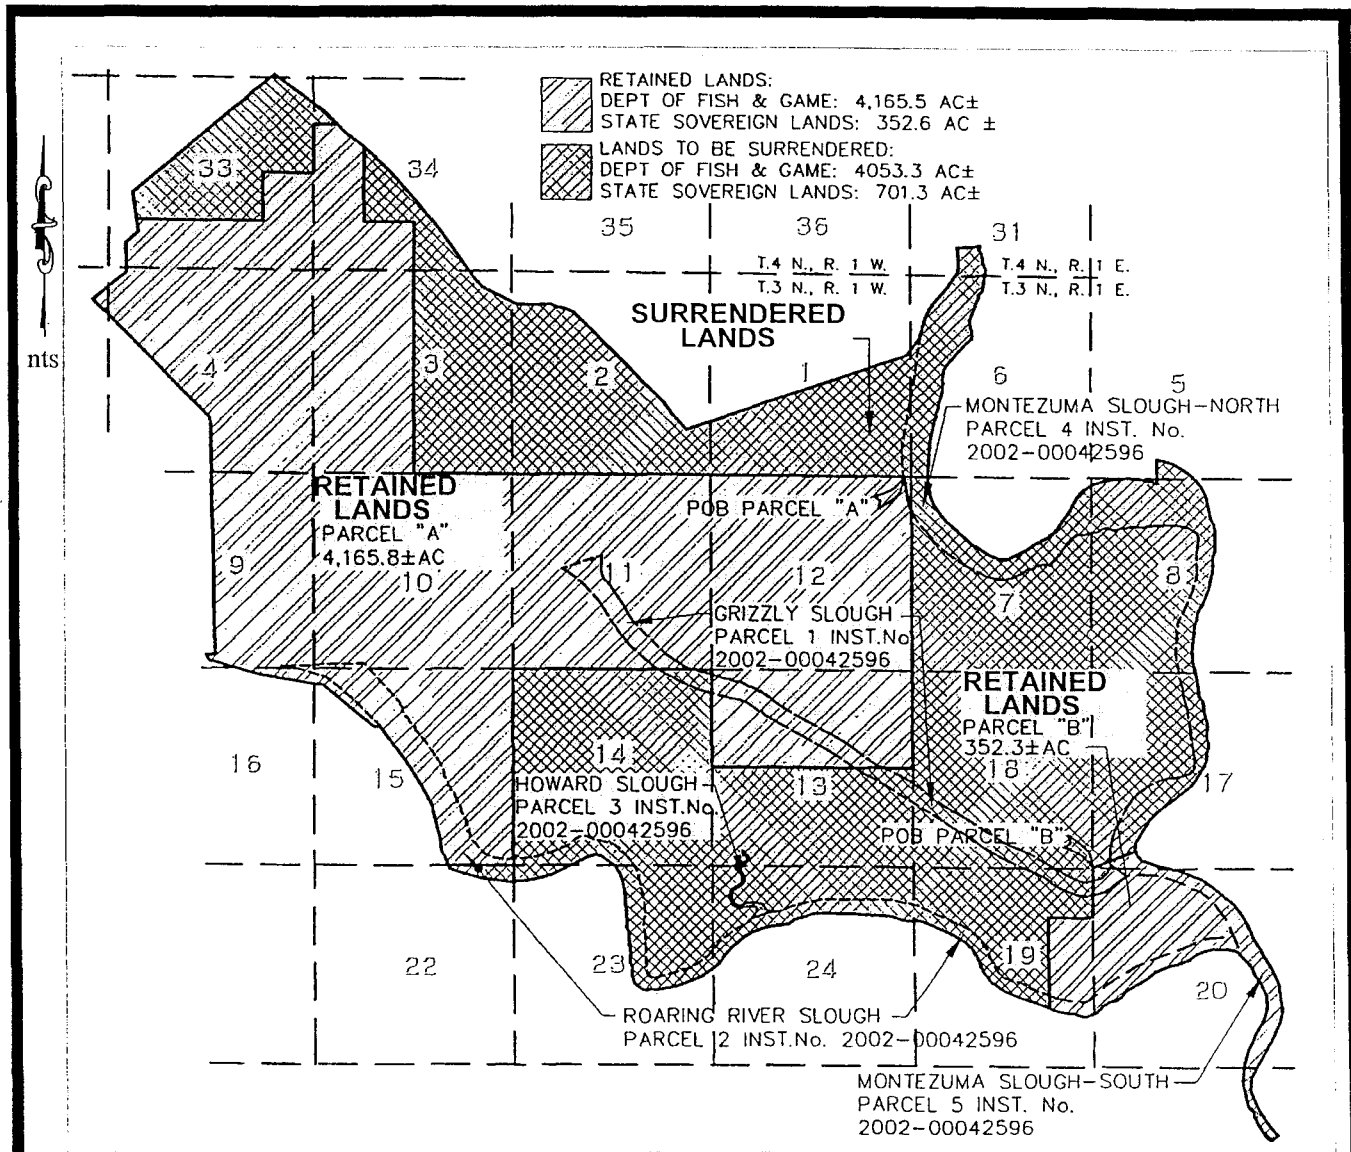 RETAINED LANDS:
DEPT OF FISH & GAME: 4,165.5 AC±
STATE SOVEREIGN LANDS: 352.6 AC ±
LANDS TO BE SURRENDERED:
DEPT OF FISH & GAME: 4053.3 AC±
STATE SOVEREIGN LANDS: 701.3 AC±
33
34
35
36
31
T.4 N., R. 1 W.
T.3 N., R. 1 W.
T.4 N., R. 1 E.
T.3 N., R. 1 E.
nts
SURRENDERED
LANDS
4
3
2
1
6
5
MONTEZUMA SLOUGH-NORTH
PARCEL 4 INST. No.
2002-00042596
RETAINED
LANDS
PARCEL "A"
4,165.8±AC
POB PARCEL "A"
9
10
11
12
7
8
GRIZZLY SLOUGH
PARCEL 1 INST.No
2002-00042596
RETAINED
LANDS
PARCEL "B"
352.3±AC
16
15
14
13
18
17
HOWARD SLOUGH-
PARCEL 3 INST.No.
2002-00042596
POB PARCEL "B"
22
23
24
19
20
ROARING RIVER SLOUGH
PARCEL 2 INST.No. 2002-00042596
MONTEZUMA SLOUGH-SOUTH
PARCEL 5 INST. No.
2002-00042596